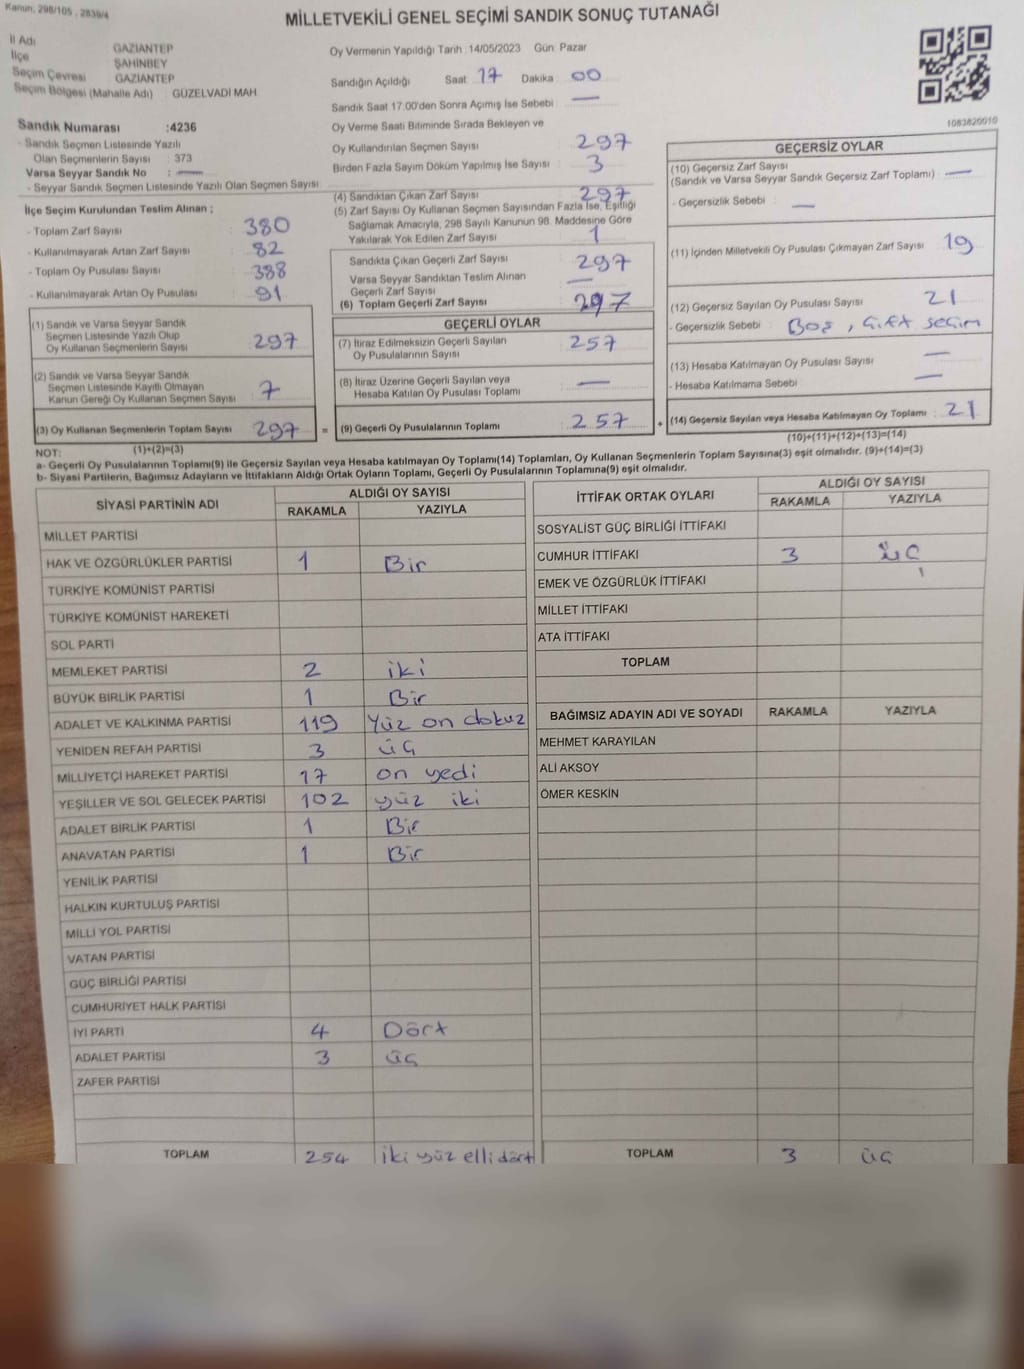 Kanun: 298/105 , 2839/4
MİLLETVEKİLİ GENEL SEÇİMİ SANDIK SONUÇ TUTANAĞI
İl Adı GAZİANTEP
İlçe ŞAHİNBEY
Seçim Çevresi GAZİANTEP
Seçim Bölgesi (Mahalle Adı) GÜZELVADİ MAH.
Sandık Numarası :4236
- Sandık Seçmen Listesinde Yazılı
Olan Seçmenlerin Sayısı : 373
Varsa Seyyar Sandık No : —
- Seyyar Sandık Seçmen Listesinde Yazılı Olan Seçmen Sayısı
İlçe Seçim Kurulundan Teslim Alınan ;
- Toplam Zarf Sayısı : 380
- Kullanılmayarak Artan Zarf Sayısı : 82
- Toplam Oy Pusulası Sayısı : 388
- Kullanılmayarak Artan Oy Pusulası : 91
(1) Sandık ve Varsa Seyyar Sandık
Seçmen Listesinde Yazılı Olup
Oy Kullanan Seçmenlerin Sayısı : 297
(2) Sandık ve Varsa Seyyar Sandık
Seçmen Listesinde Kayıtlı Olmayan
Kanun Gereği Oy Kullanan Seçmen Sayısı : 7
(3) Oy Kullanan Seçmenlerin Toplam Sayısı : 297 =
(1)+(2)=(3)
Oy Vermenin Yapıldığı Tarih :14/05/2023 Gün: Pazar
Sandığın Açıldığı Saat: 17 Dakika : 00
Sandık Saat 17:00'den Sonra Açımış İse Sebebi : —
Oy Verme Saati Bitiminde Sırada Bekleyen ve
Oy Kullandırılan Seçmen Sayısı : 297
Birden Fazla Sayım Döküm Yapılmış İse Sayısı : 3
(4) Sandıktan Çıkan Zarf Sayısı : 297
(5) Zarf Sayısı Oy Kullanan Seçmen Sayısından Fazla İse, Eşitliği
Sağlamak Amacıyla, 298 Sayılı Kanunun 98. Maddesine Göre
Yakılarak Yok Edilen Zarf Sayısı : 1
Sandıkta Çıkan Geçerli Zarf Sayısı : 297
Varsa Seyyar Sandıktan Teslim Alınan
Geçerli Zarf Sayısı : —
(6) Toplam Geçerli Zarf Sayısı : 297
GEÇERLİ OYLAR
(7) İtiraz Edilmeksizin Geçerli Sayılan
Oy Pusulalarının Sayısı : 257
(8) İtiraz Üzerine Geçerli Sayılan veya
Hesaba Katılan Oy Pusulası Toplamı : —
(9) Geçerli Oy Pusulalarının Toplamı : 257 +
1083820010
GEÇERSİZ OYLAR
(10) Geçersiz Zarf Sayısı
(Sandık ve Varsa Seyyar Sandık Geçersiz Zarf Toplamı) : —
- Geçersizlik Sebebi : —
(11) İçinden Milletvekili Oy Pusulası Çıkmayan Zarf Sayısı : 19
(12) Geçersiz Sayılan Oy Pusulası Sayısı : 21
- Geçersizlik Sebebi : Boş , Çift seçim
(13) Hesaba Katılmayan Oy Pusulası Sayısı : —
- Hesaba Katılmama Sebebi : —
(14) Geçersiz Sayılan veya Hesaba Katılmayan Oy Toplamı : 21
(10)+(11)+(12)+(13)=(14)
NOT:
a- Geçerli Oy Pusulalarının Toplamı(9) ile Geçersiz Sayılan veya Hesaba katılmayan Oy Toplamı(14) Toplamları, Oy Kullanan Seçmenlerin Toplam Sayısına(3) eşit olmalıdır. (9)+(14)=(3)
b- Siyasi Partilerin, Bağımsız Adayların ve İttifakların Aldığı Ortak Oyların Toplamı, Geçerli Oy Pusulalarının Toplamına(9) eşit olmalıdır.
SİYASİ PARTİNİN ADI ALDIĞI OY SAYISI
RAKAMLA YAZIYLA
MİLLET PARTİSİ
HAK VE ÖZGÜRLÜKLER PARTİSİ 1 Bir
TÜRKİYE KOMÜNİST PARTİSİ
TÜRKİYE KOMÜNİST HAREKETİ
SOL PARTİ
MEMLEKET PARTİSİ 2 iki
BÜYÜK BİRLİK PARTİSİ 1 Bir
ADALET VE KALKINMA PARTİSİ 119 Yüz on dokuz
YENİDEN REFAH PARTİSİ 3 üç
MİLLİYETÇİ HAREKET PARTİSİ 17 on yedi
YEŞİLLER VE SOL GELECEK PARTİSİ 102 yüz iki
ADALET BİRLİK PARTİSİ 1 Bir
ANAVATAN PARTİSİ 1 Bir
YENİLİK PARTİSİ
HALKIN KURTULUŞ PARTİSİ
MİLLİ YOL PARTİSİ
VATAN PARTİSİ
GÜÇ BİRLİĞİ PARTİSİ
CUMHURİYET HALK PARTİSİ
İYİ PARTİ 4 Dört
ADALET PARTİSİ 3 üç
ZAFER PARTİSİ
TOPLAM 254 iki yüz elli dört
İTTİFAK ORTAK OYLARI ALDIĞI OY SAYISI
RAKAMLA YAZIYLA
SOSYALİST GÜÇ BİRLİĞİ İTTİFAKI
CUMHUR İTTİFAKI 3 üç
EMEK VE ÖZGÜRLÜK İTTİFAKI
MİLLET İTTİFAKI
ATA İTTİFAKI
TOPLAM
BAĞIMSIZ ADAYIN ADI VE SOYADI RAKAMLA YAZIYLA
MEHMET KARAYILAN
ALİ AKSOY
ÖMER KESKİN
TOPLAM 3 üç